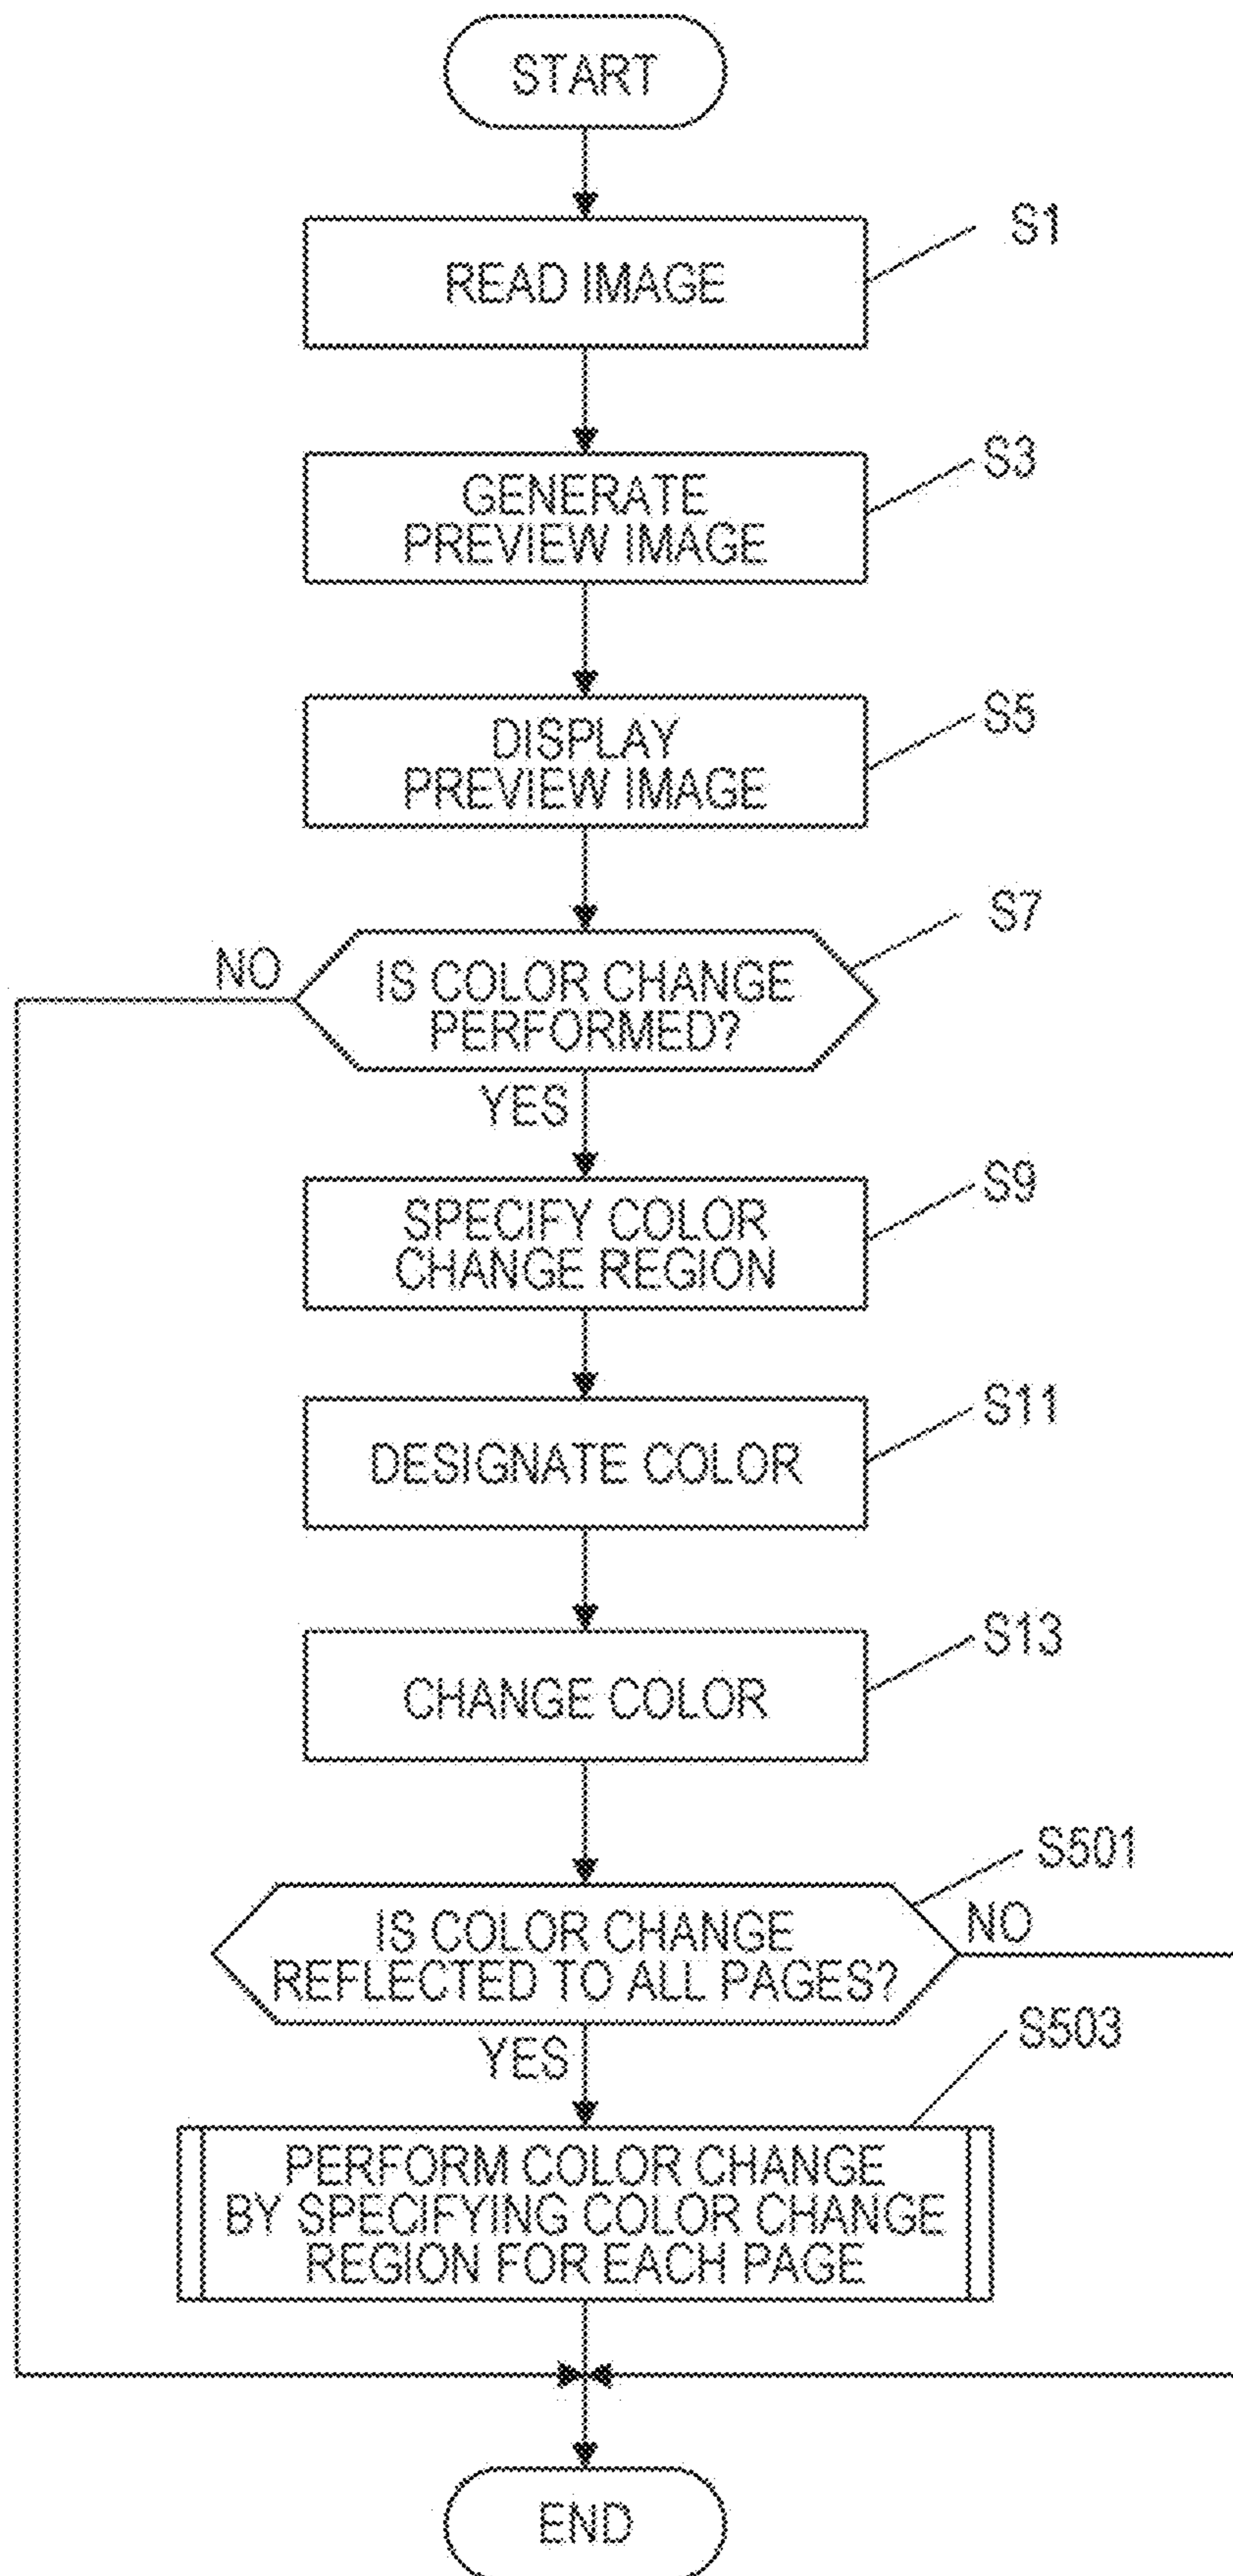 START
S1
READ IMAGE
S3
GENERATE
PREVIEW IMAGE
S5
DISPLAY
PREVIEW IMAGE
S7
NO
IS COLOR CHANGE
PERFORMED?
YES
S9
SPECIFY COLOR
CHANGE REGION
S11
DESIGNATE COLOR
S13
CHANGE COLOR
S501
IS COLOR CHANGE
REFLECTED TO ALL PAGES?
NO
YES
S503
PERFORM COLOR CHANGE
BY SPECIFYING COLOR CHANGE
REGION FOR EACH PAGE
END